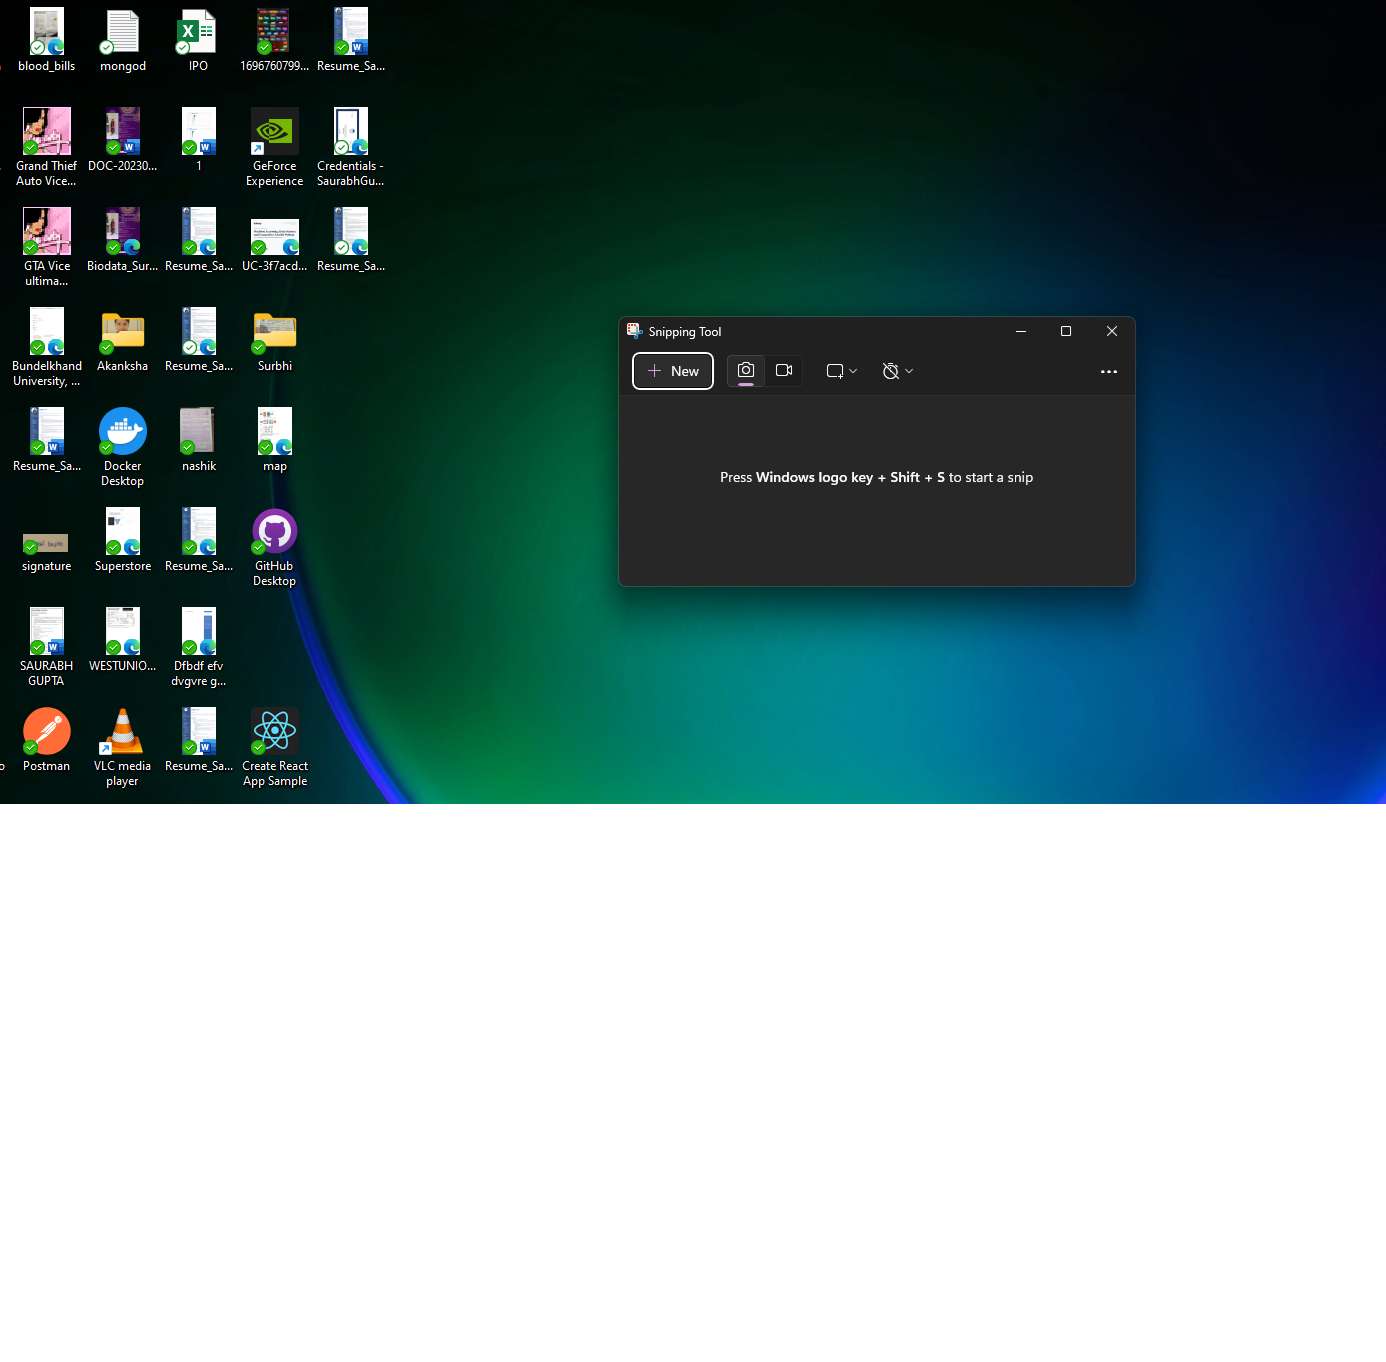 blood_bills
mongod
IPO
1696760799...
Resume_Sa...
Grand Thief
Auto Vice...
DOC-20230...
1
GeForce
Experience
Credentials -
SaurabhGu...
GTA Vice
ultima...
Biodata_Sur...
Resume_Sa...
UC-3f7acd...
Resume_Sa...
Bundelkhand
University, ...
Akanksha
Resume_Sa...
Surbhi
Resume_Sa...
Docker
Desktop
nashik
map
signature
Superstore
Resume_Sa...
GitHub
Desktop
SAURABH
GUPTA
WESTUNIO...
Dfbdf efv
dvgvre g...
Postman
VLC media
player
Resume_Sa...
Create React
App Sample
Snipping Tool
New
Press Windows logo key + Shift + S to start a snip